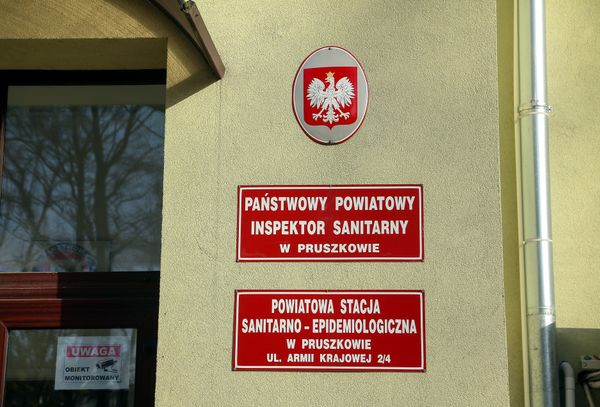 PAŃSTWOWY POWIATOWY
INSPEKTOR SANITARNY
W PRUSZKOWIE
POWIATOWA STACJA
SANITARNO - EPIDEMIOLOGICZNA
W PRUSZKOWIE
UL. ARMII KRAJOWEJ 2/4
UWAGA
OBIEKT
MONITOROWANY